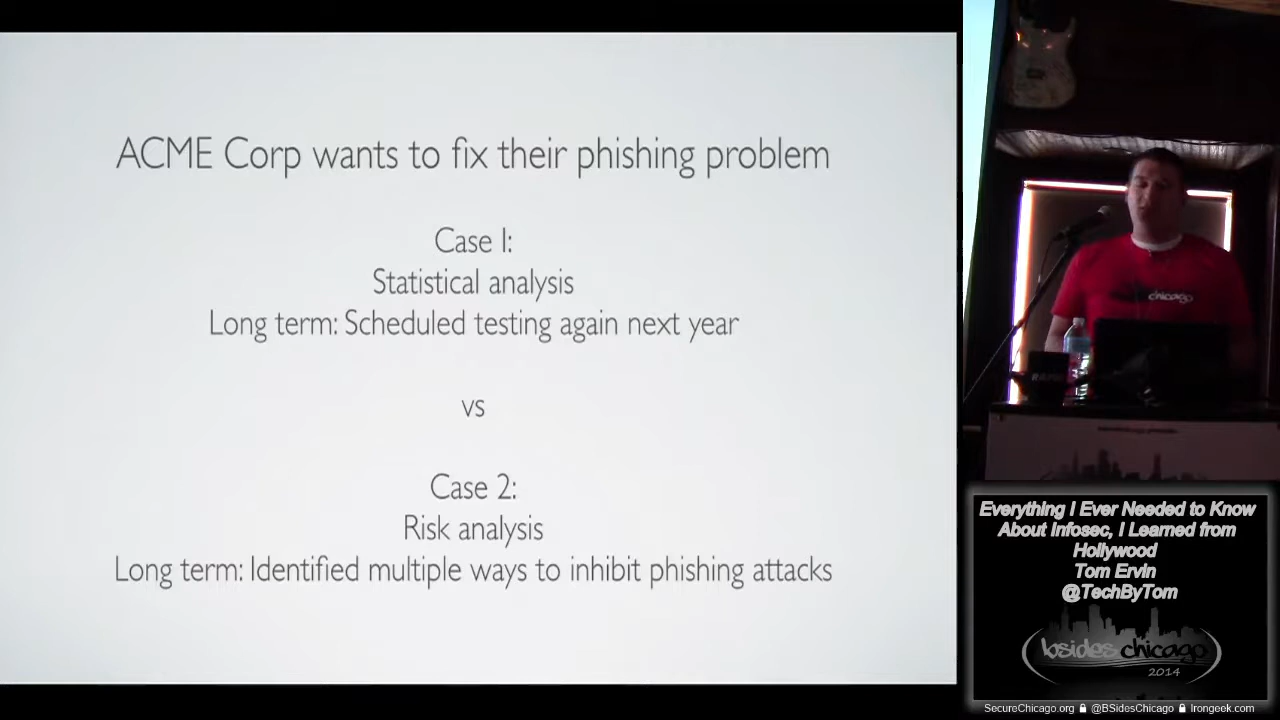 ACME Corp wants to fix their phishing problem
Case 1:
Statistical analysis
Long term: Scheduled testing again next year
vs
Case 2:
Risk analysis
Long term: Identified multiple ways to inhibit phishing attacks
chicago
Everything I Ever Needed to Know
About Infosec, I Learned from
Hollywood
Tom Ervin
@TechByTom
bsides chicago
2014
SecureChicago.org @BSidesChicago Irongeek.com